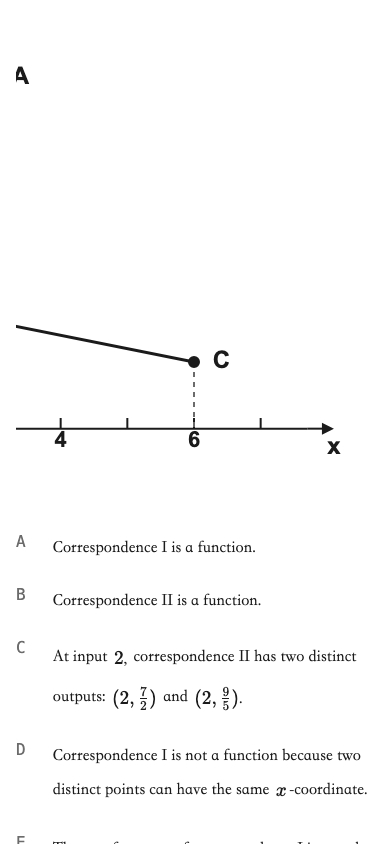 A
C
4 6
x
A Correspondence I is a function.
B Correspondence II is a function.
C At input 2, correspondence II has two distinct
outputs: (2, 7/2) and (2, 9/5).
D Correspondence I is not a function because two
distinct points can have the same x-coordinate.